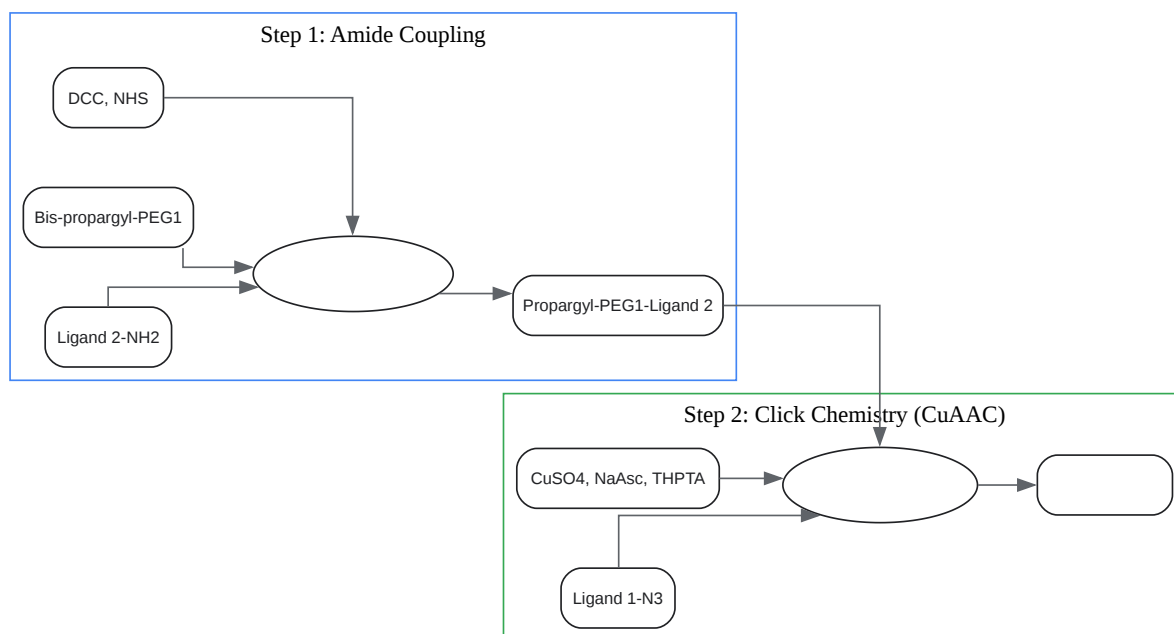 Step 1: Amide Coupling
DCC, NHS
Bis-propargyl-PEG1
Ligand 2-NH2
Propargyl-PEG1-Ligand 2
Step 2: Click Chemistry (CuAAC)
CuSO4, NaAsc, THPTA
Ligand 1-N3